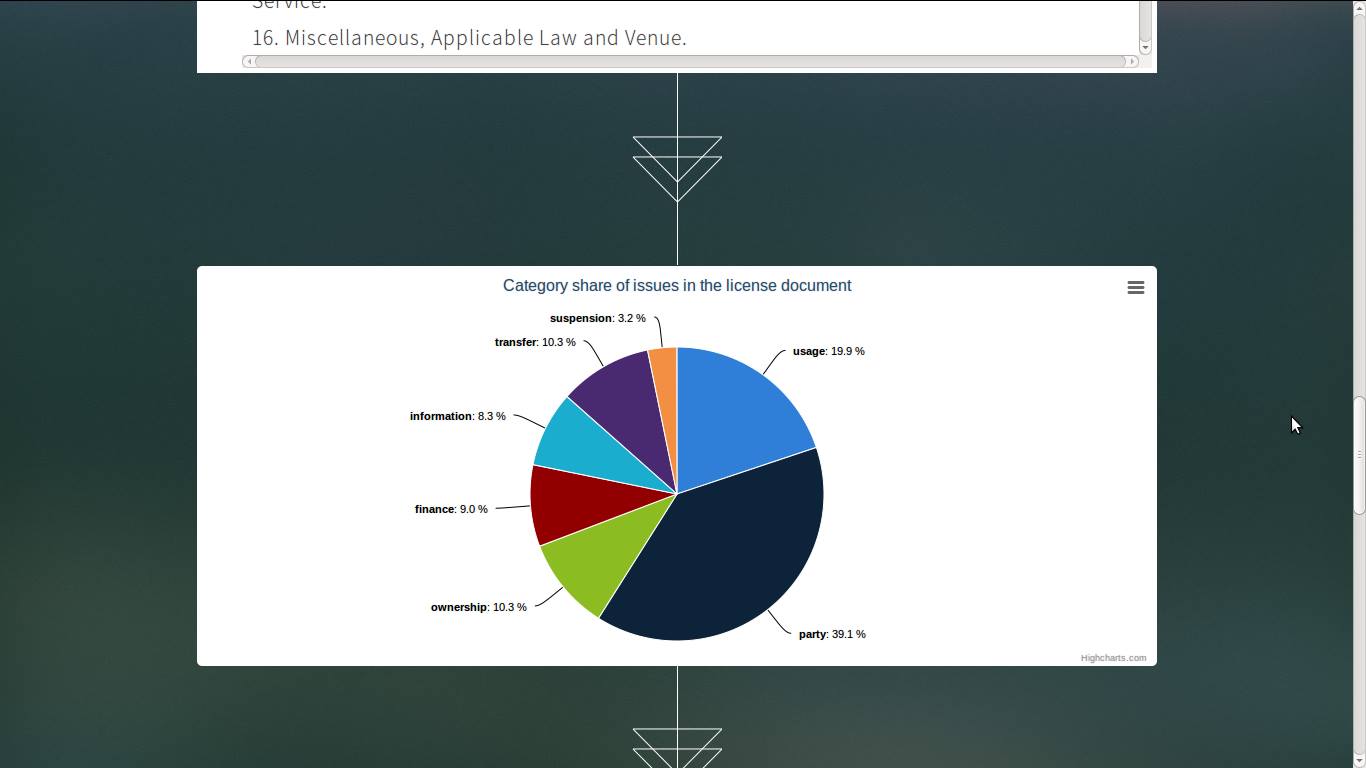 Service.
16. Miscellaneous, Applicable Law and Venue.
Category share of issues in the license document
suspension: 3.2 %
transfer: 10.3 %
usage: 19.9 %
information: 8.3 %
finance: 9.0 %
ownership: 10.3 %
party: 39.1 %
Highcharts.com